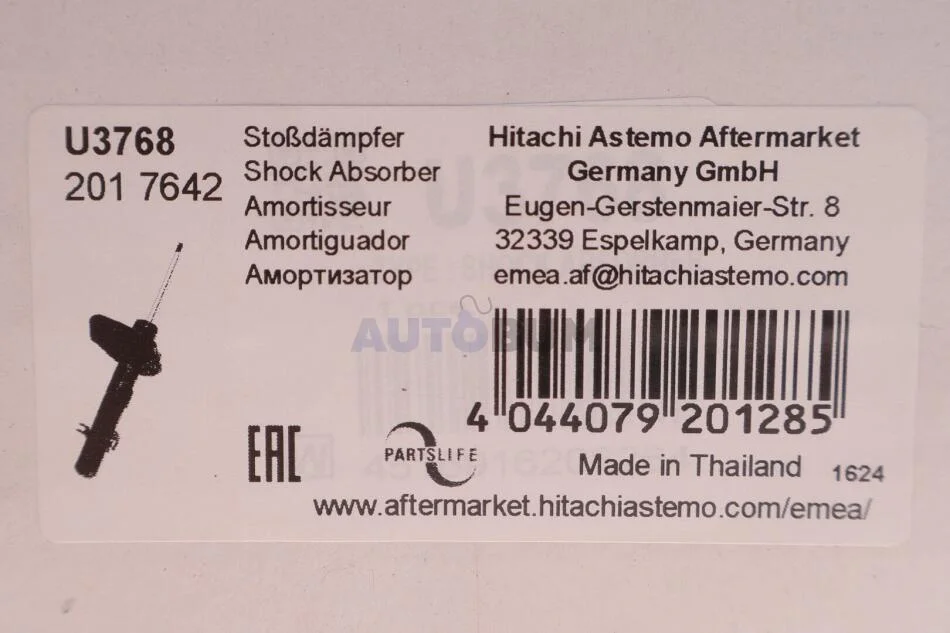 U3768
201 7642
Stoßdämpfer
Shock Absorber
Amortisseur
Amortiguador
Амортизатор
Hitachi Astemo Aftermarket
Germany GmbH
Eugen-Gerstenmaier-Str. 8
32339 Espelkamp, Germany
emea.af@hitachiastemo.com
AUTOBUM
4 044079 201285
EAC
PARTSLIFE
Made in Thailand
1624
www.aftermarket.hitachiastemo.com/emea/